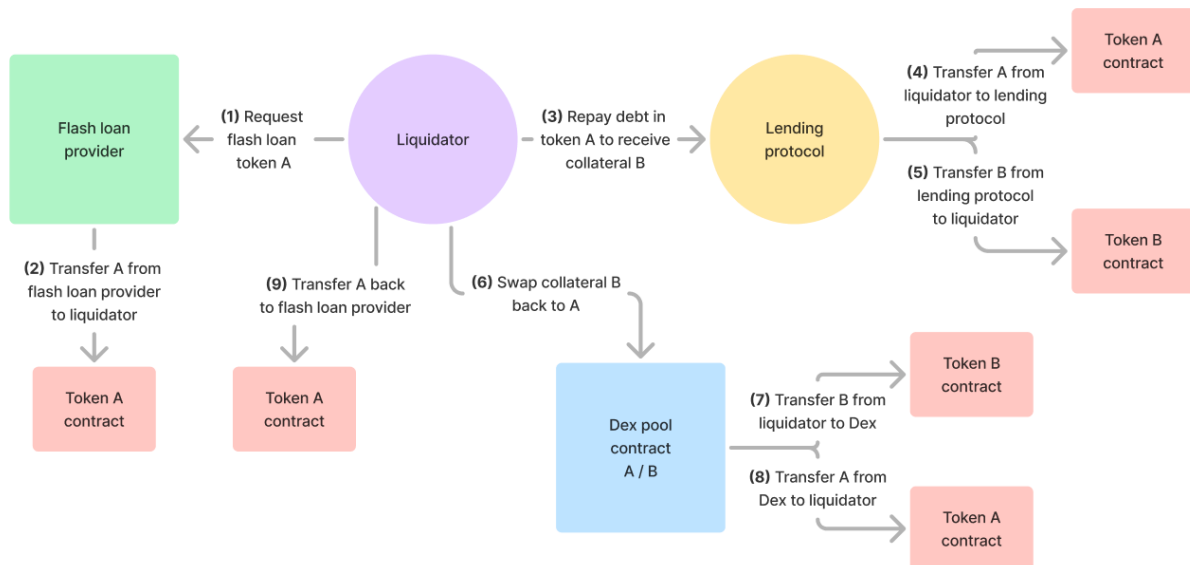 Flash loan
provider
(1) Request
flash loan
token A
Liquidator
(3) Repay debt in
token A to receive
collateral B
Lending
protocol
(4) Transfer A from
liquidator to lending
protocol
Token A
contract
(5) Transfer B from
lending protocol
to liquidator
Token B
contract
(2) Transfer A from
flash loan provider
to liquidator
Token A
contract
(9) Transfer A back
to flash loan provider
Token A
contract
(6) Swap collateral B
back to A
Dex pool
contract
A / B
(7) Transfer B from
liquidator to Dex
Token B
contract
(8) Transfer A from
Dex to liquidator
Token A
contract